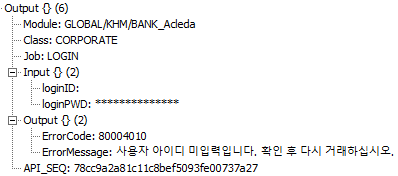 Output {} (6)
Module: GLOBAL/KHM/BANK_Acleda
Class: CORPORATE
Job: LOGIN
Input {} (2)
loginID:
loginPWD: **************
Output {} (2)
ErrorCode: 80004010
ErrorMessage: 사용자 아이디 미입력입니다. 확인 후 다시 거래하십시오.
API_SEQ: 78cc9a2a81c11c8bef5093fe00737a27